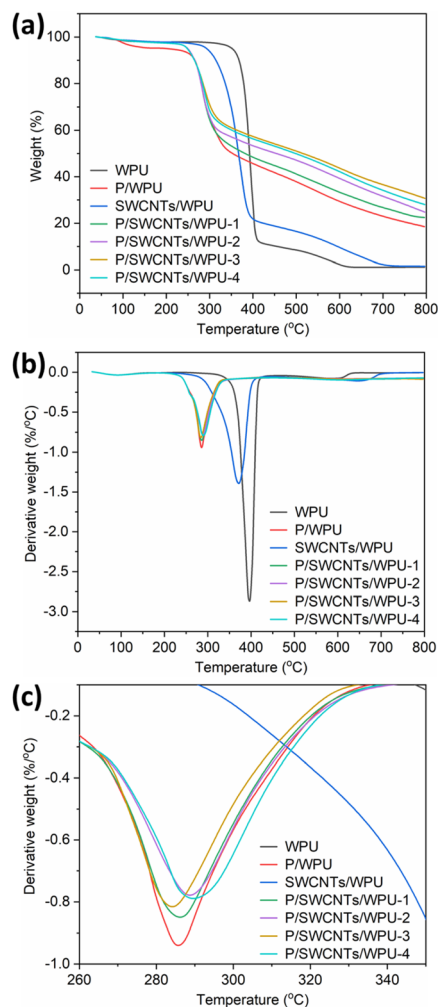 (a)
100
80
60
40
20
0
Weight (%)
WPU
P/WPU
SWCNTs/WPU
P/SWCNTs/WPU-1
P/SWCNTs/WPU-2
P/SWCNTs/WPU-3
P/SWCNTs/WPU-4
0 100 200 300 400 500 600 700 800
Temperature (°C)
(b)
0.0
-0.5
-1.0
-1.5
-2.0
-2.5
-3.0
Derivative weight (%/°C)
WPU
P/WPU
SWCNTs/WPU
P/SWCNTs/WPU-1
P/SWCNTs/WPU-2
P/SWCNTs/WPU-3
P/SWCNTs/WPU-4
0 100 200 300 400 500 600 700 800
Temperature (°C)
(c)
-0.2
-0.4
-0.6
-0.8
-1.0
Derivative weight (%/°C)
WPU
P/WPU
SWCNTs/WPU
P/SWCNTs/WPU-1
P/SWCNTs/WPU-2
P/SWCNTs/WPU-3
P/SWCNTs/WPU-4
260 280 300 320 340
Temperature (°C)